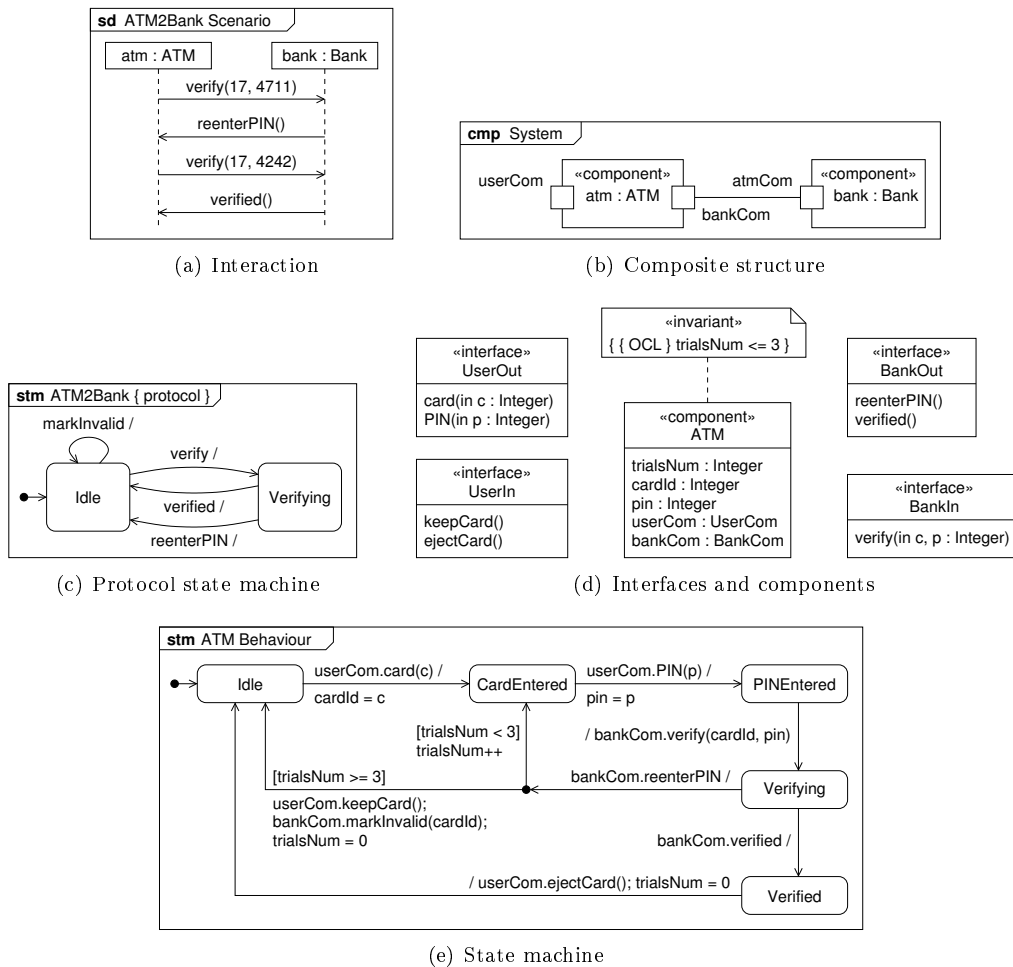 sd ATM2Bank Scenario
atm : ATM
bank : Bank
verify(17, 4711)
reenterPIN()
verify(17, 4242)
verified()
(a) Interaction
cmp System
userCom
«component»
atm : ATM
bankCom
atmCom
«component»
bank : Bank
(b) Composite structure
stm ATM2Bank { protocol }
markInvalid /
Idle
verify /
verified /
reenterPIN /
Verifying
(c) Protocol state machine
«interface»
UserOut
card(in c : Integer)
PIN(in p : Integer)
«interface»
UserIn
keepCard()
ejectCard()
«invariant»
{ { OCL } trialsNum <= 3 }
«component»
ATM
trialsNum : Integer
cardId : Integer
pin : Integer
userCom : UserCom
bankCom : BankCom
«interface»
BankOut
reenterPIN()
verified()
«interface»
BankIn
verify(in c, p : Integer)
(d) Interfaces and components
stm ATM Behaviour
Idle
userCom.card(c) /
cardId = c
CardEntered
userCom.PIN(p) /
pin = p
PINEntered
/ bankCom.verify(cardId, pin)
[trialsNum < 3]
trialsNum++
bankCom.reenterPIN /
Verifying
[trialsNum >= 3]
userCom.keepCard();
bankCom.markInvalid(cardId);
trialsNum = 0
bankCom.verified /
/ userCom.ejectCard(); trialsNum = 0
Verified
(e) State machine